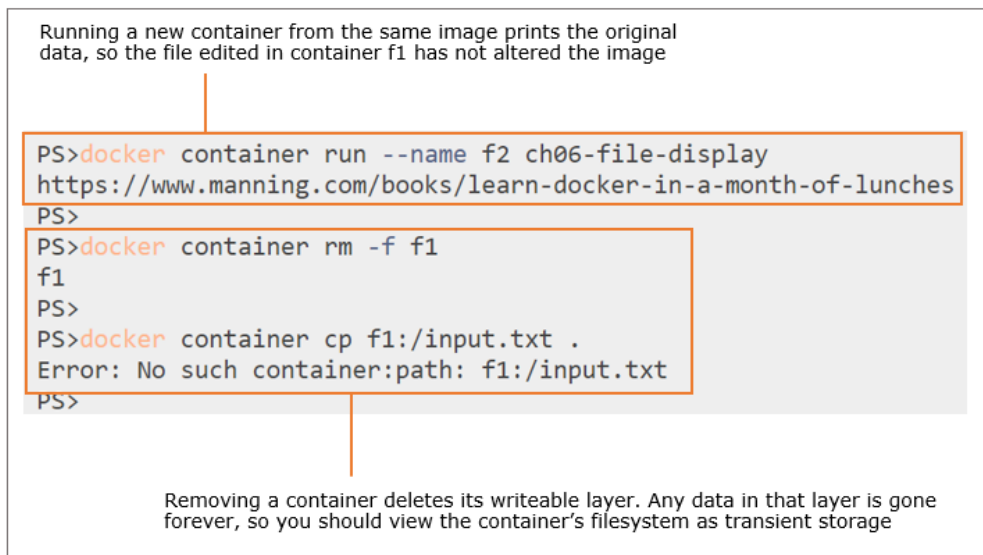 Running a new container from the same image prints the original
data, so the file edited in container f1 has not altered the image
PS>docker container run --name f2 ch06-file-display
https://www.manning.com/books/learn-docker-in-a-month-of-lunches
PS>
PS>docker container rm -f f1
f1
PS>
PS>docker container cp f1:/input.txt .
Error: No such container:path: f1:/input.txt
PS>
Removing a container deletes its writeable layer. Any data in that layer is gone
forever, so you should view the container’s filesystem as transient storage